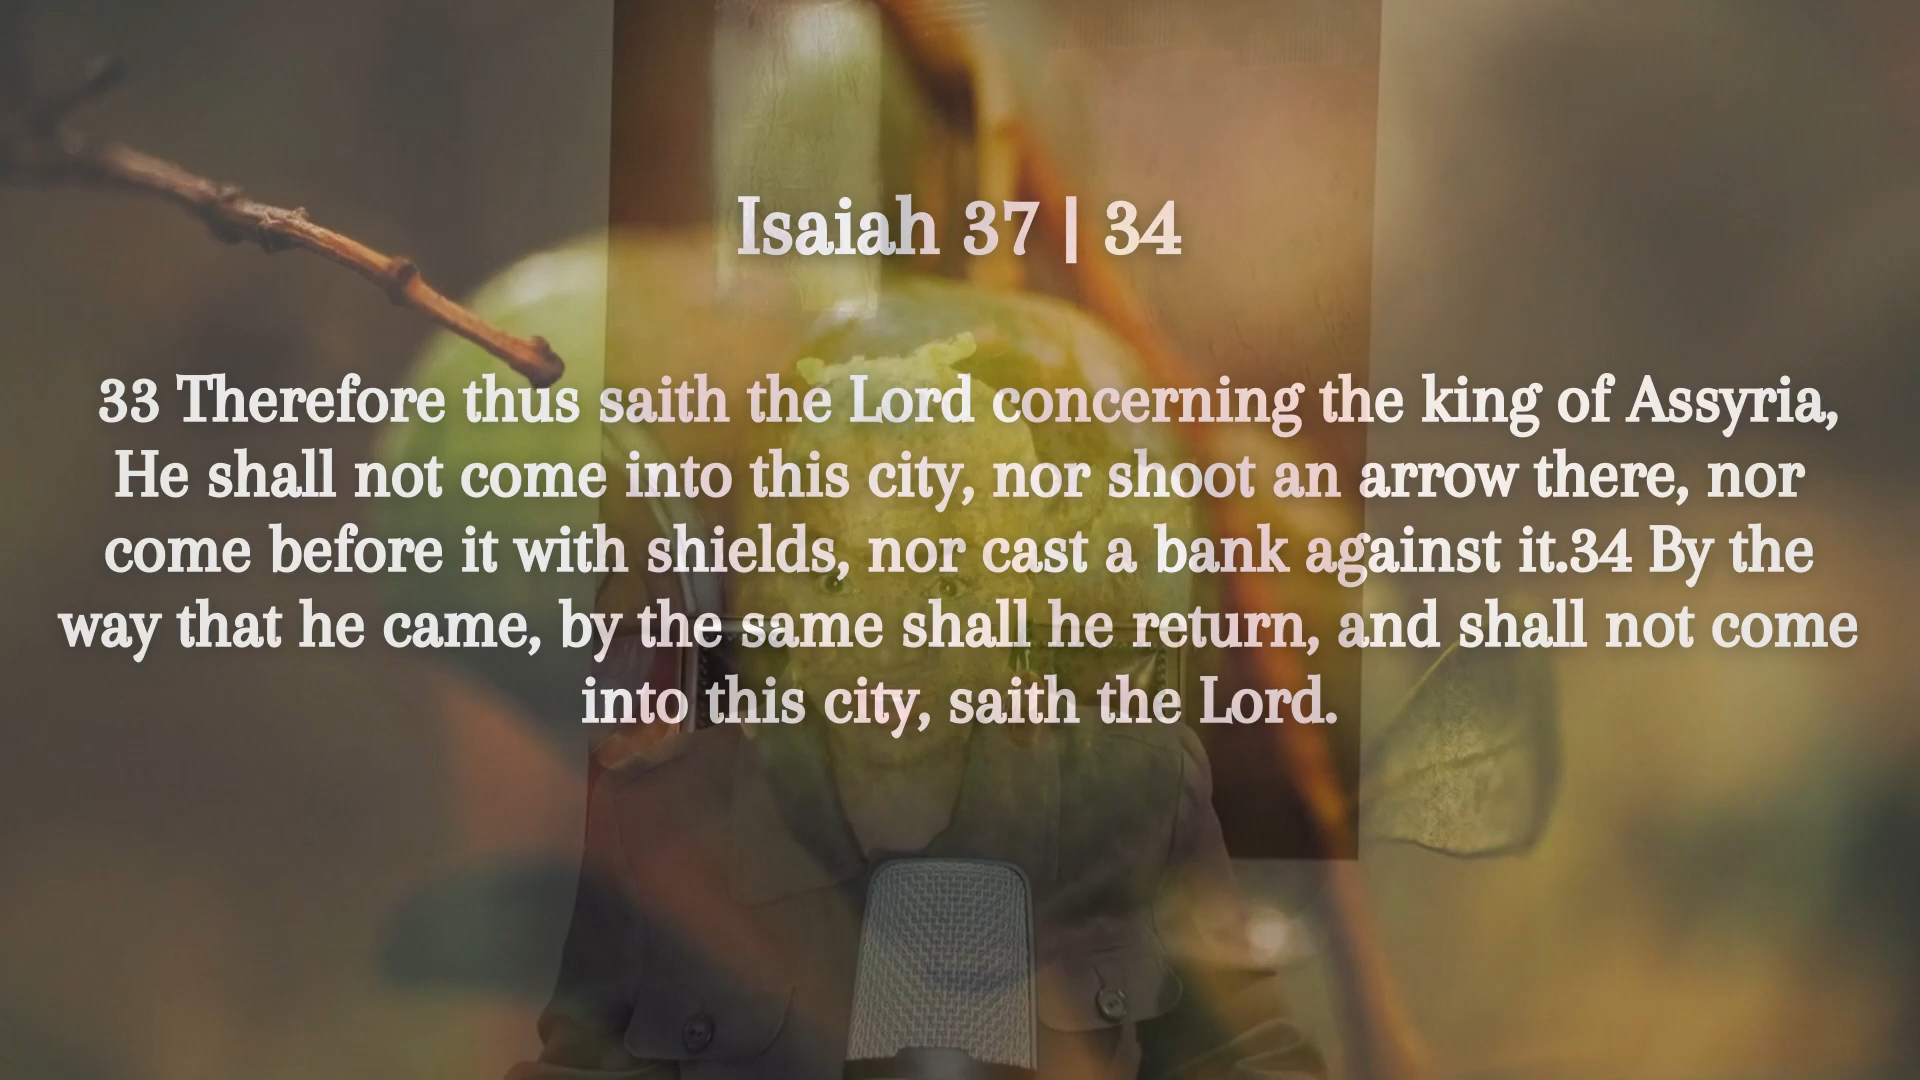 Isaiah 37 | 34
33 Therefore thus saith the Lord concerning the king of Assyria,
He shall not come into this city, nor shoot an arrow there, nor
come before it with shields, nor cast a bank against it.34 By the
way that he came, by the same shall he return, and shall not come
into this city, saith the Lord.